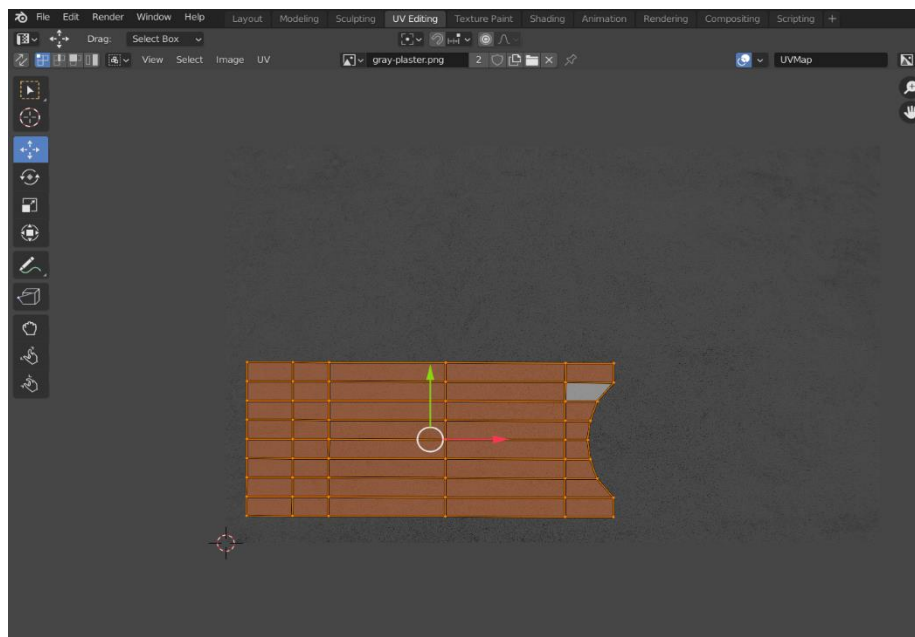 File Edit Render Window Help Layout Modeling Sculpting UV Editing Texture Paint Shading Animation Rendering Compositing Scripting +
Drag: Select Box
View Select Image UV gray-plaster.png 2 UVMap